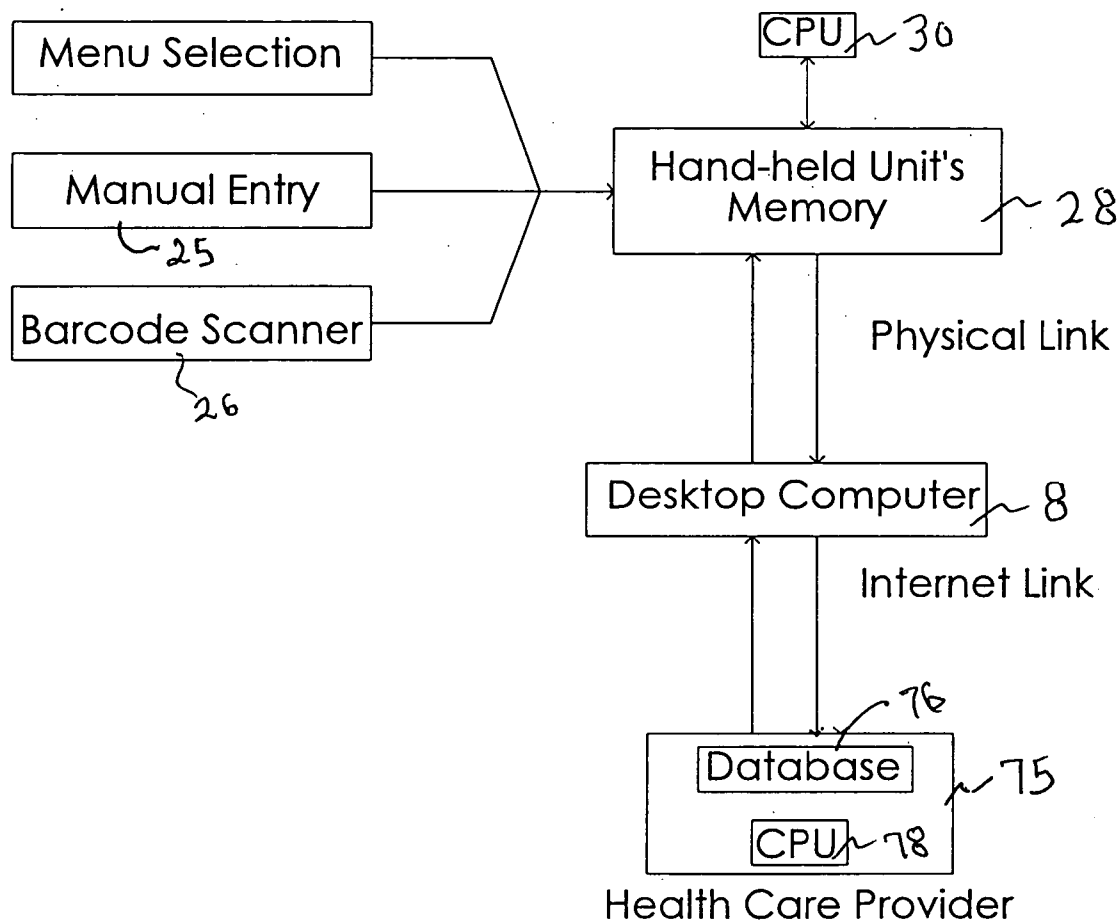 Menu Selection
CPU 30
Manual Entry
25
Hand-held Unit's
Memory
28
Barcode Scanner
26
Physical Link
Desktop Computer
8
Internet Link
76
Database
75
CPU 78
Health Care Provider